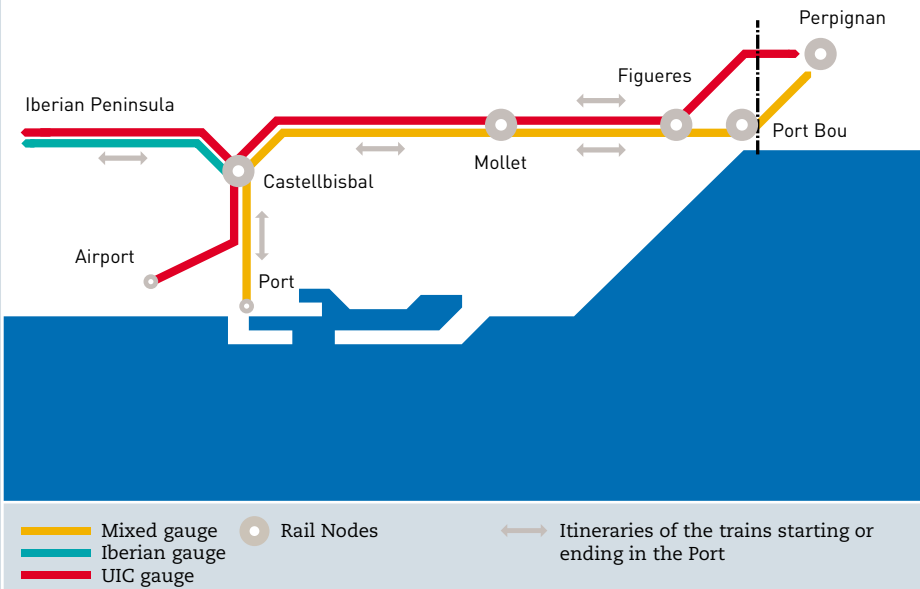 Perpignan
Figueres
Iberian Peninsula
Port Bou
Mollet
Castellbisbal
Airport
Port
Mixed gauge
Iberian gauge
UIC gauge
Rail Nodes
Itineraries of the trains starting or
ending in the Port